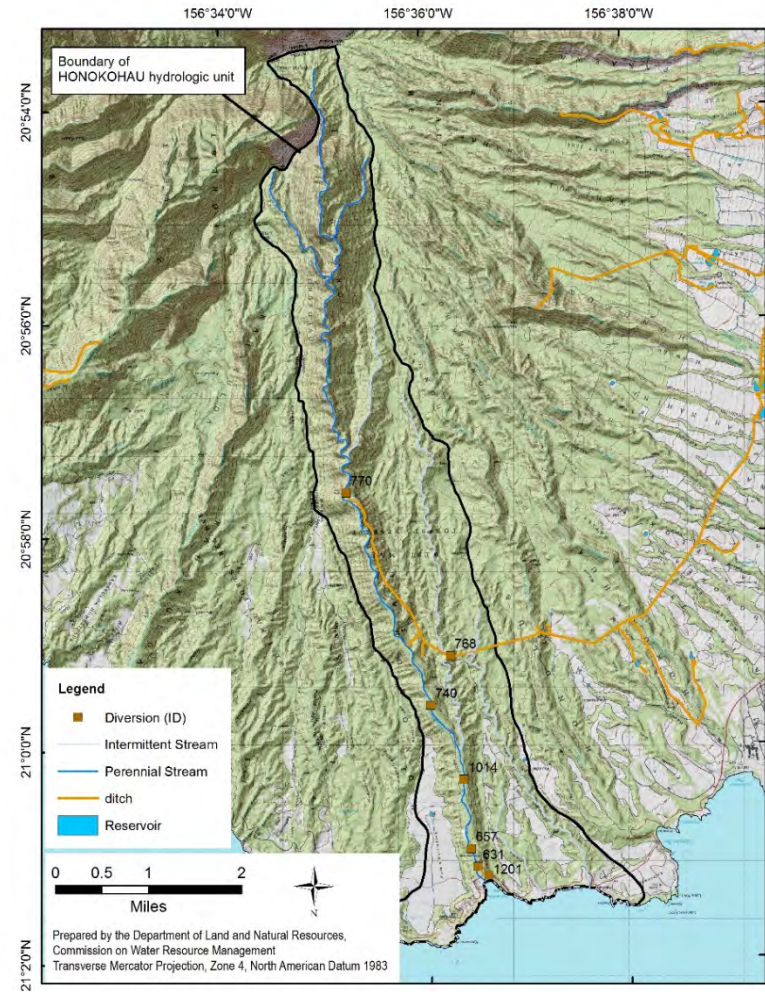 156°34'0"W
156°36'0"W
156°38'0"W
Boundary of
HONOKOHAU hydrologic unit
20°54'0"N
20°56'0"N
20°58'0"N
21°0'0"N
21°2'0"N
770
768
740
1014
657
631
1201
Legend
Diversion (ID)
Intermittent Stream
Perennial Stream
ditch
Reservoir
0 0.5 1 2
Miles
N
Prepared by the Department of Land and Natural Resources,
Commission on Water Resource Management
Transverse Mercator Projection, Zone 4, North American Datum 1983